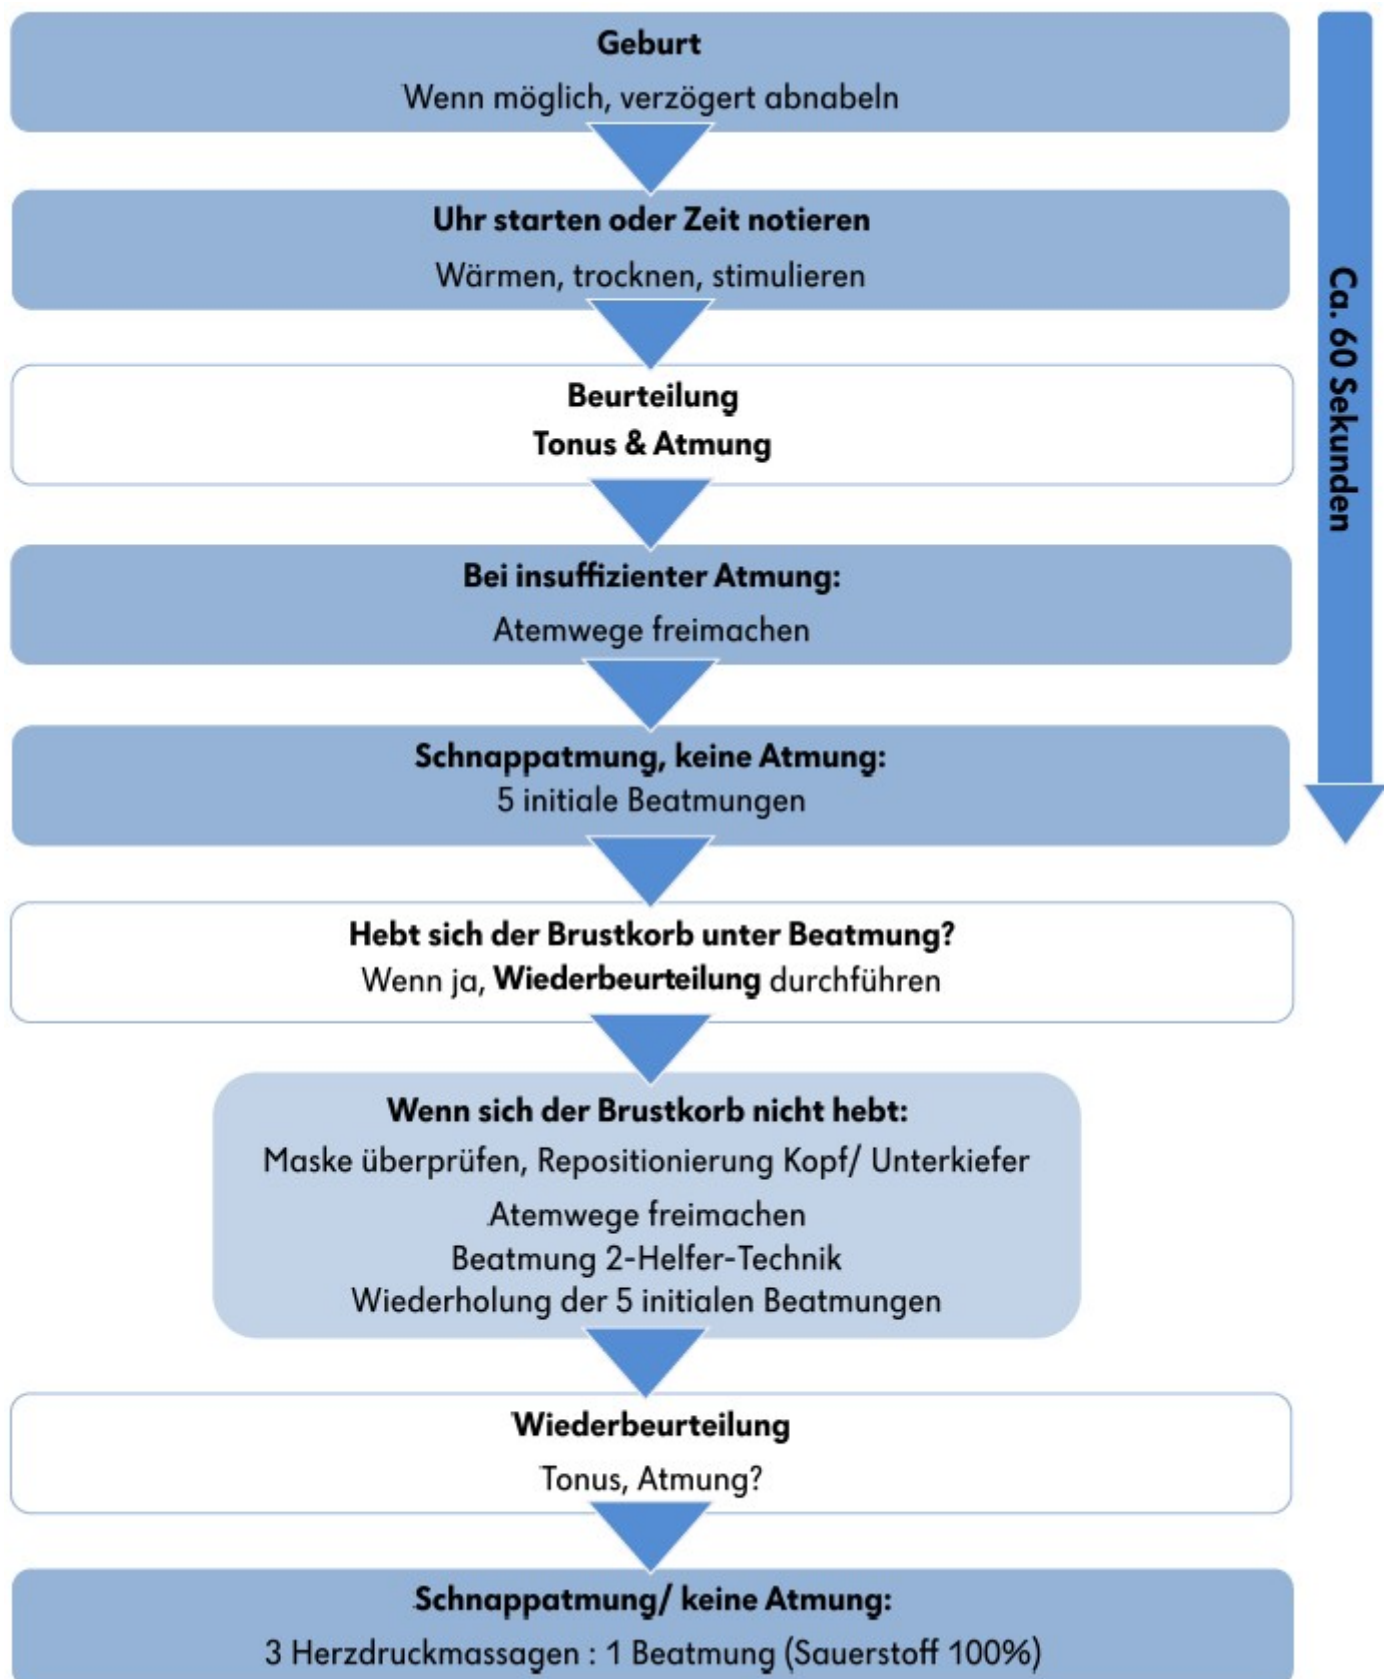 Geburt
Wenn möglich, verzögert abnabeln
Uhr starten oder Zeit notieren
Wärmen, trocknen, stimulieren
Beurteilung
Tonus & Atmung
Bei insuffizienter Atmung:
Atemwege freimachen
Schnappatmung, keine Atmung:
5 initiale Beatmungen
Ca. 60 Sekunden
Hebt sich der Brustkorb unter Beatmung?
Wenn ja, Wiederbeurteilung durchführen
Wenn sich der Brustkorb nicht hebt:
Maske überprüfen, Repositionierung Kopf/ Unterkiefer
Atemwege freimachen
Beatmung 2-Helfer-Technik
Wiederholung der 5 initialen Beatmungen
Wiederbeurteilung
Tonus, Atmung?
Schnappatmung/ keine Atmung:
3 Herzdruckmassagen : 1 Beatmung (Sauerstoff 100%)